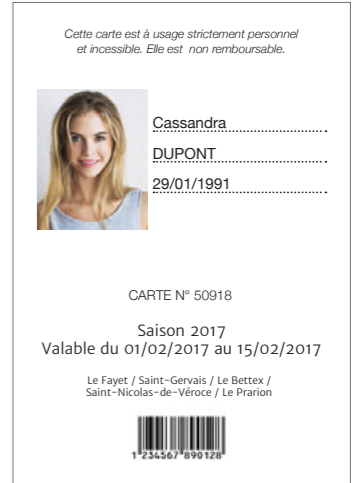 Cette carte est à usage strictement personnel
et incessible. Elle est non remboursable.
Cassandra
DUPONT
29/01/1991
CARTE N° 50918
Saison 2017
Valable du 01/02/2017 au 15/02/2017
Le Fayet / Saint-Gervais / Le Bettex /
Saint-Nicolas-de-Véroce / Le Prarion
1 234567 890128